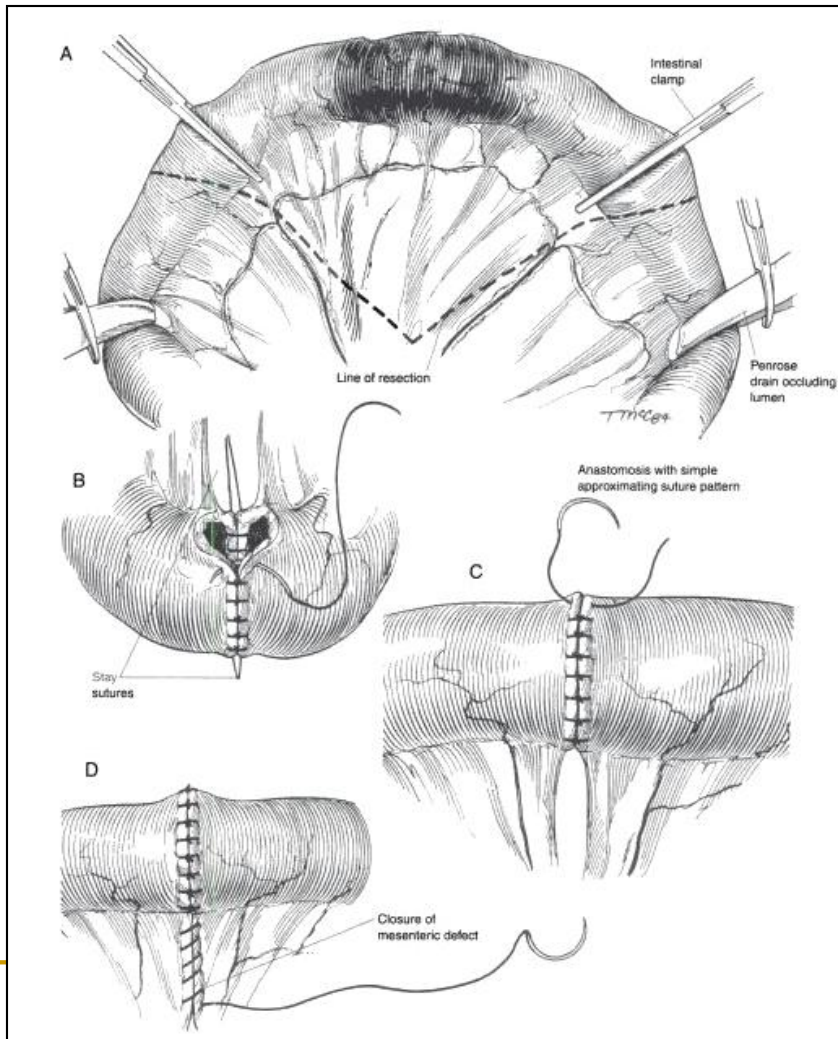 A
Intestinal
clamp
Line of resection
Penrose
drain occluding
lumen
TMcC84
B
Stay
sutures
Anastomosis with simple
approximating suture pattern
C
D
Closure of
mesenteric defect